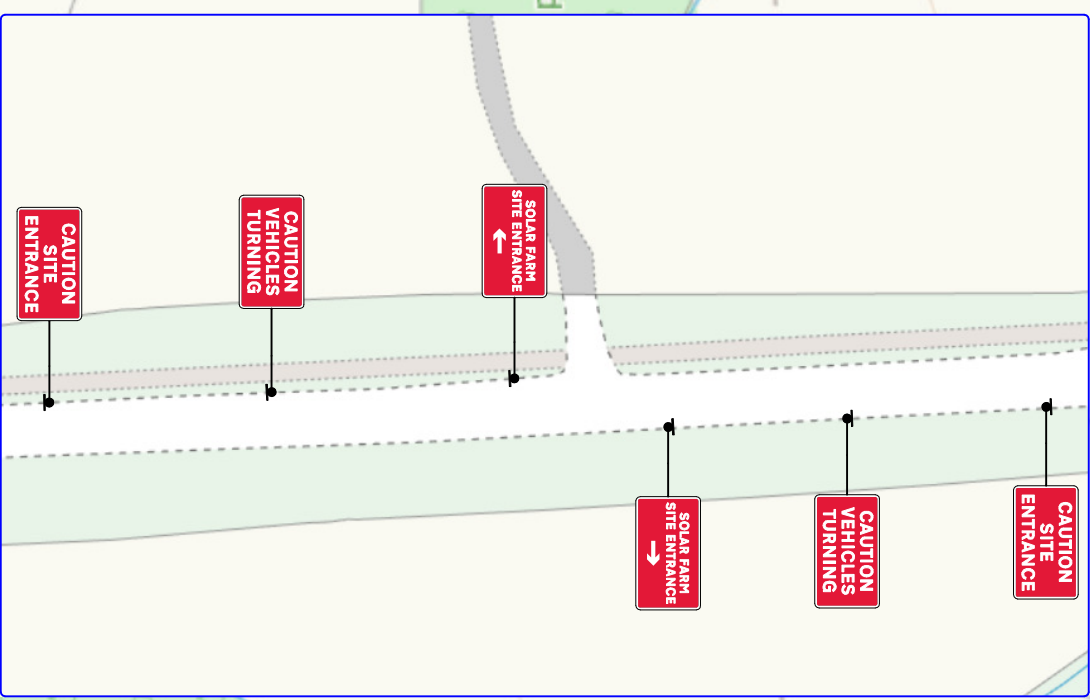 CAUTION
SITE
ENTRANCE
CAUTION
VEHICLES
TURNING
SOLAR FARM
SITE ENTRANCE
SOLAR FARM
SITE ENTRANCE
CAUTION
VEHICLES
TURNING
CAUTION
SITE
ENTRANCE